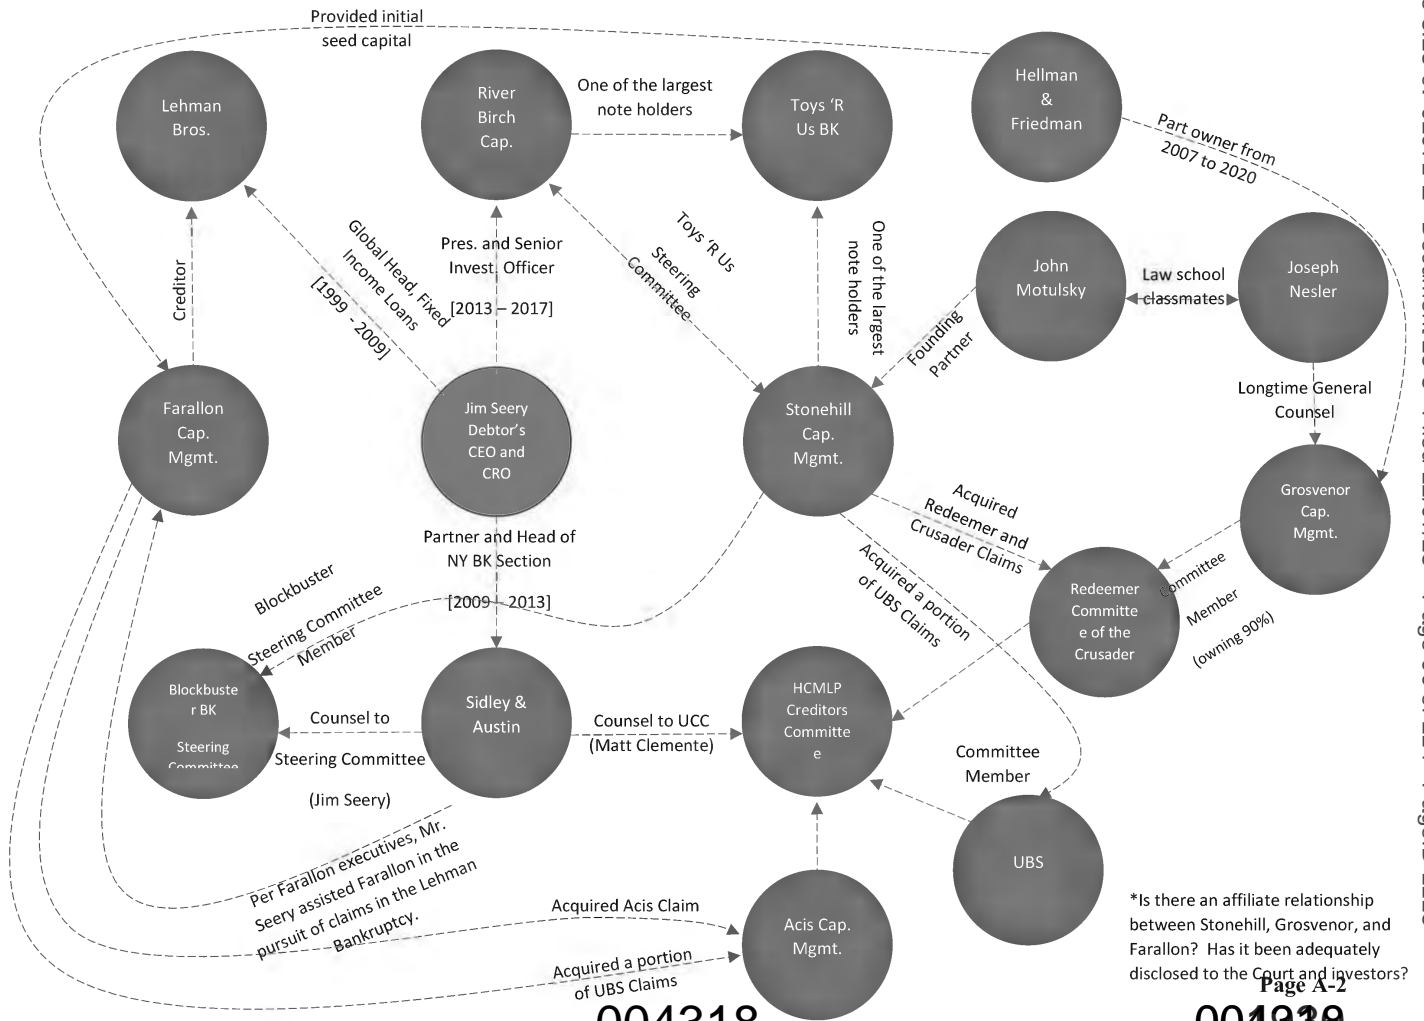 Provided initial
seed capital
Lehman
Bros.
River
Birch
Cap.
One of the largest
note holders
Toys ‘R
Us BK
Hellman
&
Friedman
Part owner from
2007 to 2020
Creditor
Global Head, Fixed
Income Loans
[1999 - 2009]
Pres. and Senior
Invest. Officer
[2013 – 2017]
Toys ‘R Us
Steering
Committee
One of the largest
note holders
John
Motulsky
Law school
classmates
Joseph
Nesler
Founding
Partner
Longtime General
Counsel
Farallon
Cap.
Mgmt.
Jim Seery
Debtor’s
CEO and
CRO
Stonehill
Cap.
Mgmt.
Grosvenor
Cap.
Mgmt.
Acquired
Redeemer and
Crusader Claims
Partner and Head of
NY BK Section
[2009 – 2013]
Acquired a portion
of UBS Claims
Redeemer
Committe
e of the
Crusader
Committee
Member
(owning 90%)
Blockbuster
Steering Committee
Member
Blockbuste
r BK
Steering
Committee
Counsel to
Steering Committee
(Jim Seery)
Sidley &
Austin
Counsel to UCC
(Matt Clemente)
HCMLP
Creditors
Committe
e
Committee
Member
UBS
Per Farallon executives, Mr.
Seery assisted Farallon in the
pursuit of claims in the Lehman
Bankruptcy.
Acquired Acis Claim
Acquired a portion
of UBS Claims
Acis Cap.
Mgmt.
*Is there an affiliate relationship
between Stonehill, Grosvenor, and
Farallon? Has it been adequately
disclosed to the Court and investors?
Page A-2
004318